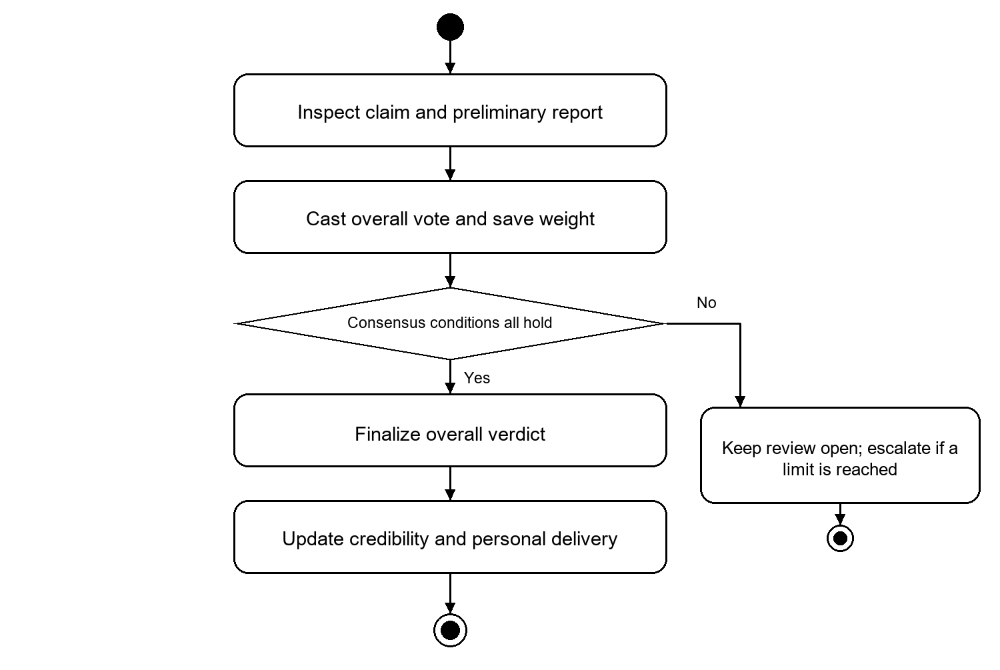 Inspect claim and preliminary report
Cast overall vote and save weight
Consensus conditions all hold
No
Yes
Finalize overall verdict
Keep review open; escalate if a
limit is reached
Update credibility and personal delivery